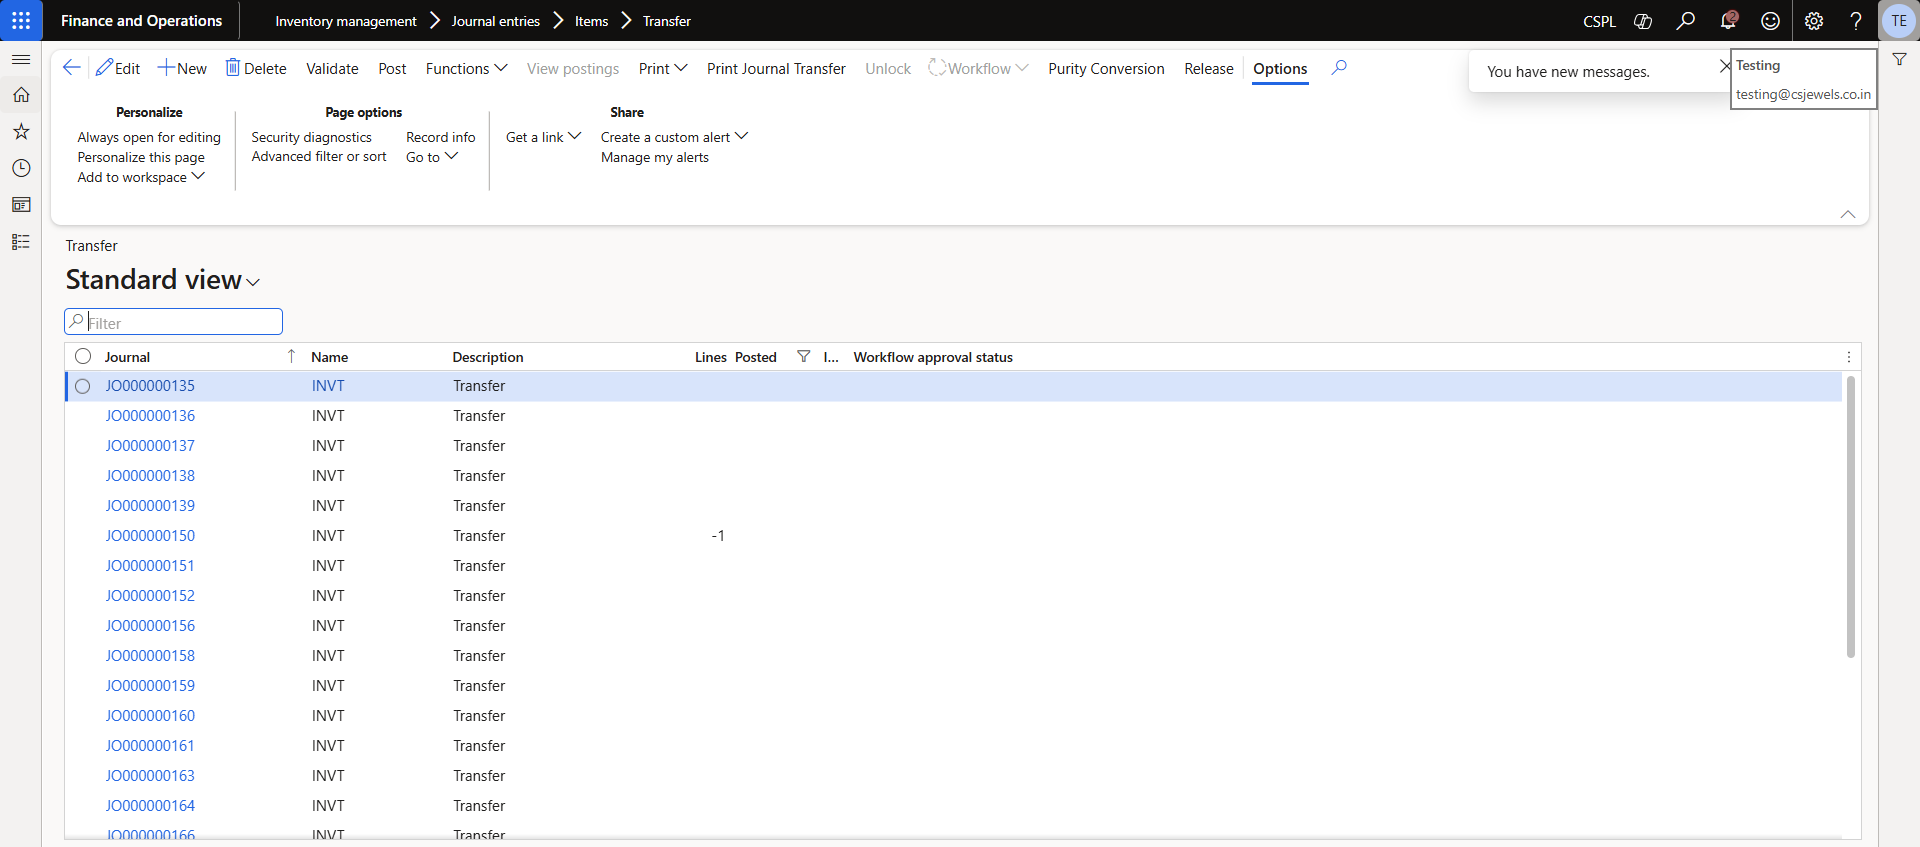 Finance and Operations
Inventory management > Journal entries > Items > Transfer
CSPL
2
TE
Edit
New
Delete
Validate
Post
Functions
View postings
Print
Print Journal Transfer
Unlock
Workflow
Purity Conversion
Release
Options
You have new messages.
Testing
testing@csjewels.co.in
Personalize
Always open for editing
Personalize this page
Add to workspace
Page options
Security diagnostics
Advanced filter or sort
Record info
Go to
Get a link
Share
Create a custom alert
Manage my alerts
Transfer
Standard view
Filter
Journal Name Description Lines Posted I... Workflow approval status
JO000000135 INVT Transfer
JO000000136 INVT Transfer
JO000000137 INVT Transfer
JO000000138 INVT Transfer
JO000000139 INVT Transfer
JO000000150 INVT Transfer -1
JO000000151 INVT Transfer
JO000000152 INVT Transfer
JO000000156 INVT Transfer
JO000000158 INVT Transfer
JO000000159 INVT Transfer
JO000000160 INVT Transfer
JO000000161 INVT Transfer
JO000000163 INVT Transfer
JO000000164 INVT Transfer
JO000000166 INVT Transfer